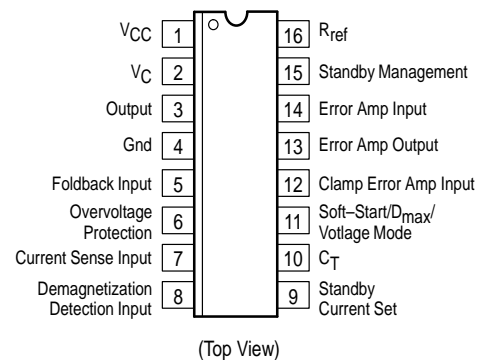 VCC 1 16 Rref
VC 2 15 Standby Management
Output 3 14 Error Amp Input
Gnd 4 13 Error Amp Output
Foldback Input 5 12 Clamp Error Amp Input
Overvoltage
Protection 6 11 Soft–Start/Dmax/
Votlage Mode
Current Sense Input 7 10 CT
Demagnetization
Detection Input 8 9 Standby
Current Set
(Top View)